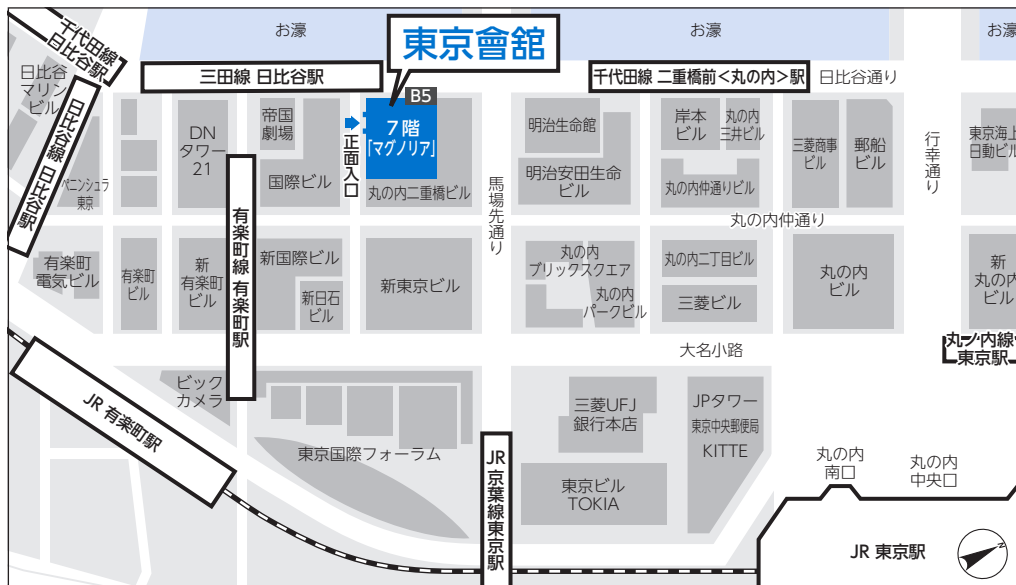 お濠
お濠
お濠
千代田線
日比谷駅
東京會舘
三田線 日比谷駅
千代田線 二重橋前<丸の内>駅
日比谷通り
日比谷
マリン
ビル
日比谷線 日比谷駅
ペニンシュラ
東京
DN
タワー
21
帝国
劇場
国際ビル
正面入口
B5
7階
「マグノリア」
丸の内二重橋ビル
馬場先通り
明治生命館
明治安田生命
ビル
岸本
ビル
丸の内
三井ビル
丸の内仲通りビル
三菱商事
ビル
郵船
ビル
行幸通り
東京海上
日動ビル
丸の内仲通り
有楽町
電気ビル
有楽町
ビル
新
有楽町
ビル
有楽町線 有楽町駅
新国際ビル
新日石
ビル
新東京ビル
丸の内
ブリックスクエア
丸の内
パークビル
丸の内二丁目ビル
三菱ビル
丸の内
ビル
新
丸の内
ビル
大名小路
丸ノ内線
東京駅
JR 有楽町駅
ビック
カメラ
東京国際フォーラム
JR 京葉線東京駅
三菱UFJ
銀行本店
東京ビル
TOKIA
JPタワー
東京中央郵便局
KITTE
丸の内
南口
丸の内
中央口
JR 東京駅
N